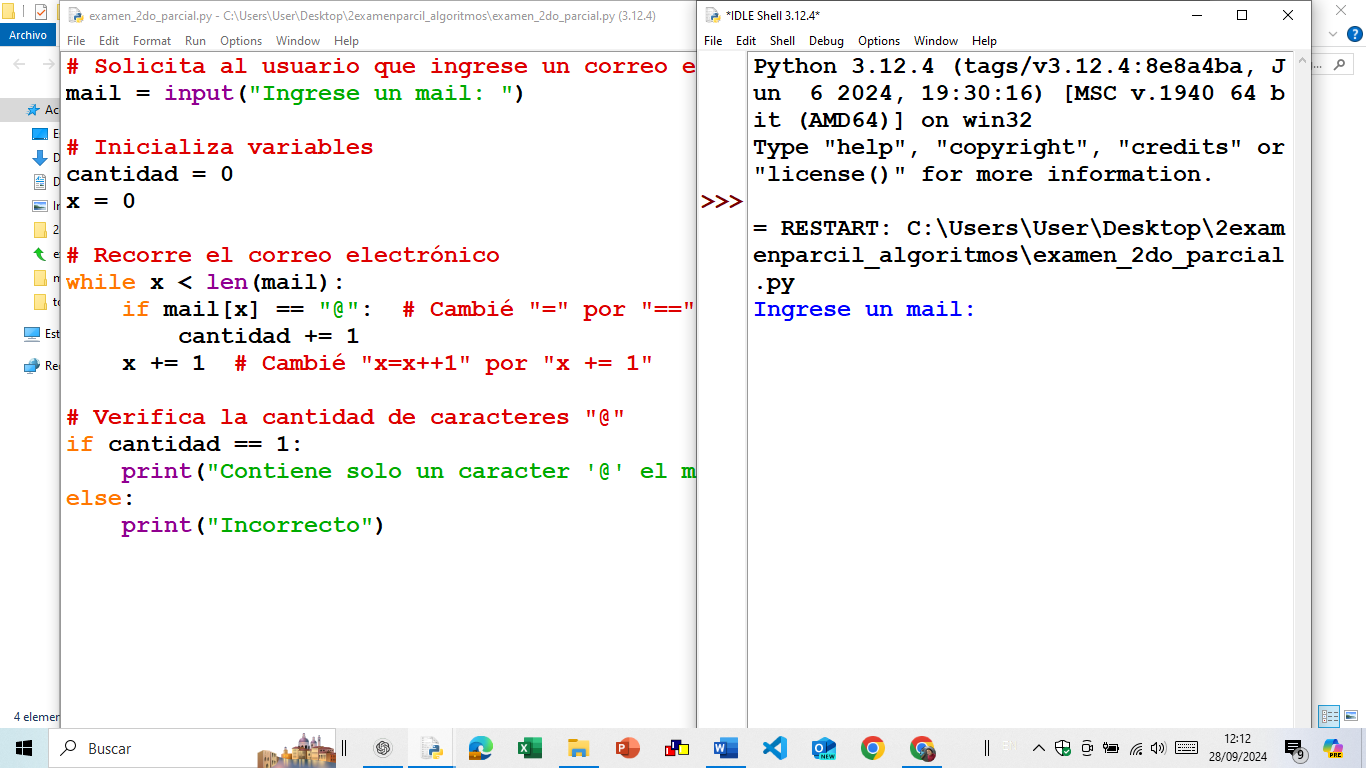 examen_2do_parcial.py - C:\Users\User\Desktop\2examenparcil_algoritmos\examen_2do_parcial.py (3.12.4)
File Edit Format Run Options Window Help
# Solicita al usuario que ingrese un correo e
mail = input("Ingrese un mail: ")
# Inicializa variables
cantidad = 0
x = 0
# Recorre el correo electrónico
while x < len(mail):
if mail[x] == "@": # Cambié "=" por "=="
cantidad += 1
x += 1 # Cambié "x=x++1" por "x += 1"
# Verifica la cantidad de caracteres "@"
if cantidad == 1:
print("Contiene solo un caracter '@' el m
else:
print("Incorrecto")
*IDLE Shell 3.12.4*
File Edit Shell Debug Options Window Help
Python 3.12.4 (tags/v3.12.4:8e8a4ba, J
un 6 2024, 19:30:16) [MSC v.1940 64 b
it (AMD64)] on win32
Type "help", "copyright", "credits" or
"license()" for more information.
>>>
= RESTART: C:\Users\User\Desktop\2exam
enparcil_algoritmos\examen_2do_parcial
.py
Ingrese un mail:
Archivo
4 elemen
Buscar
12:12
28/09/2024
9